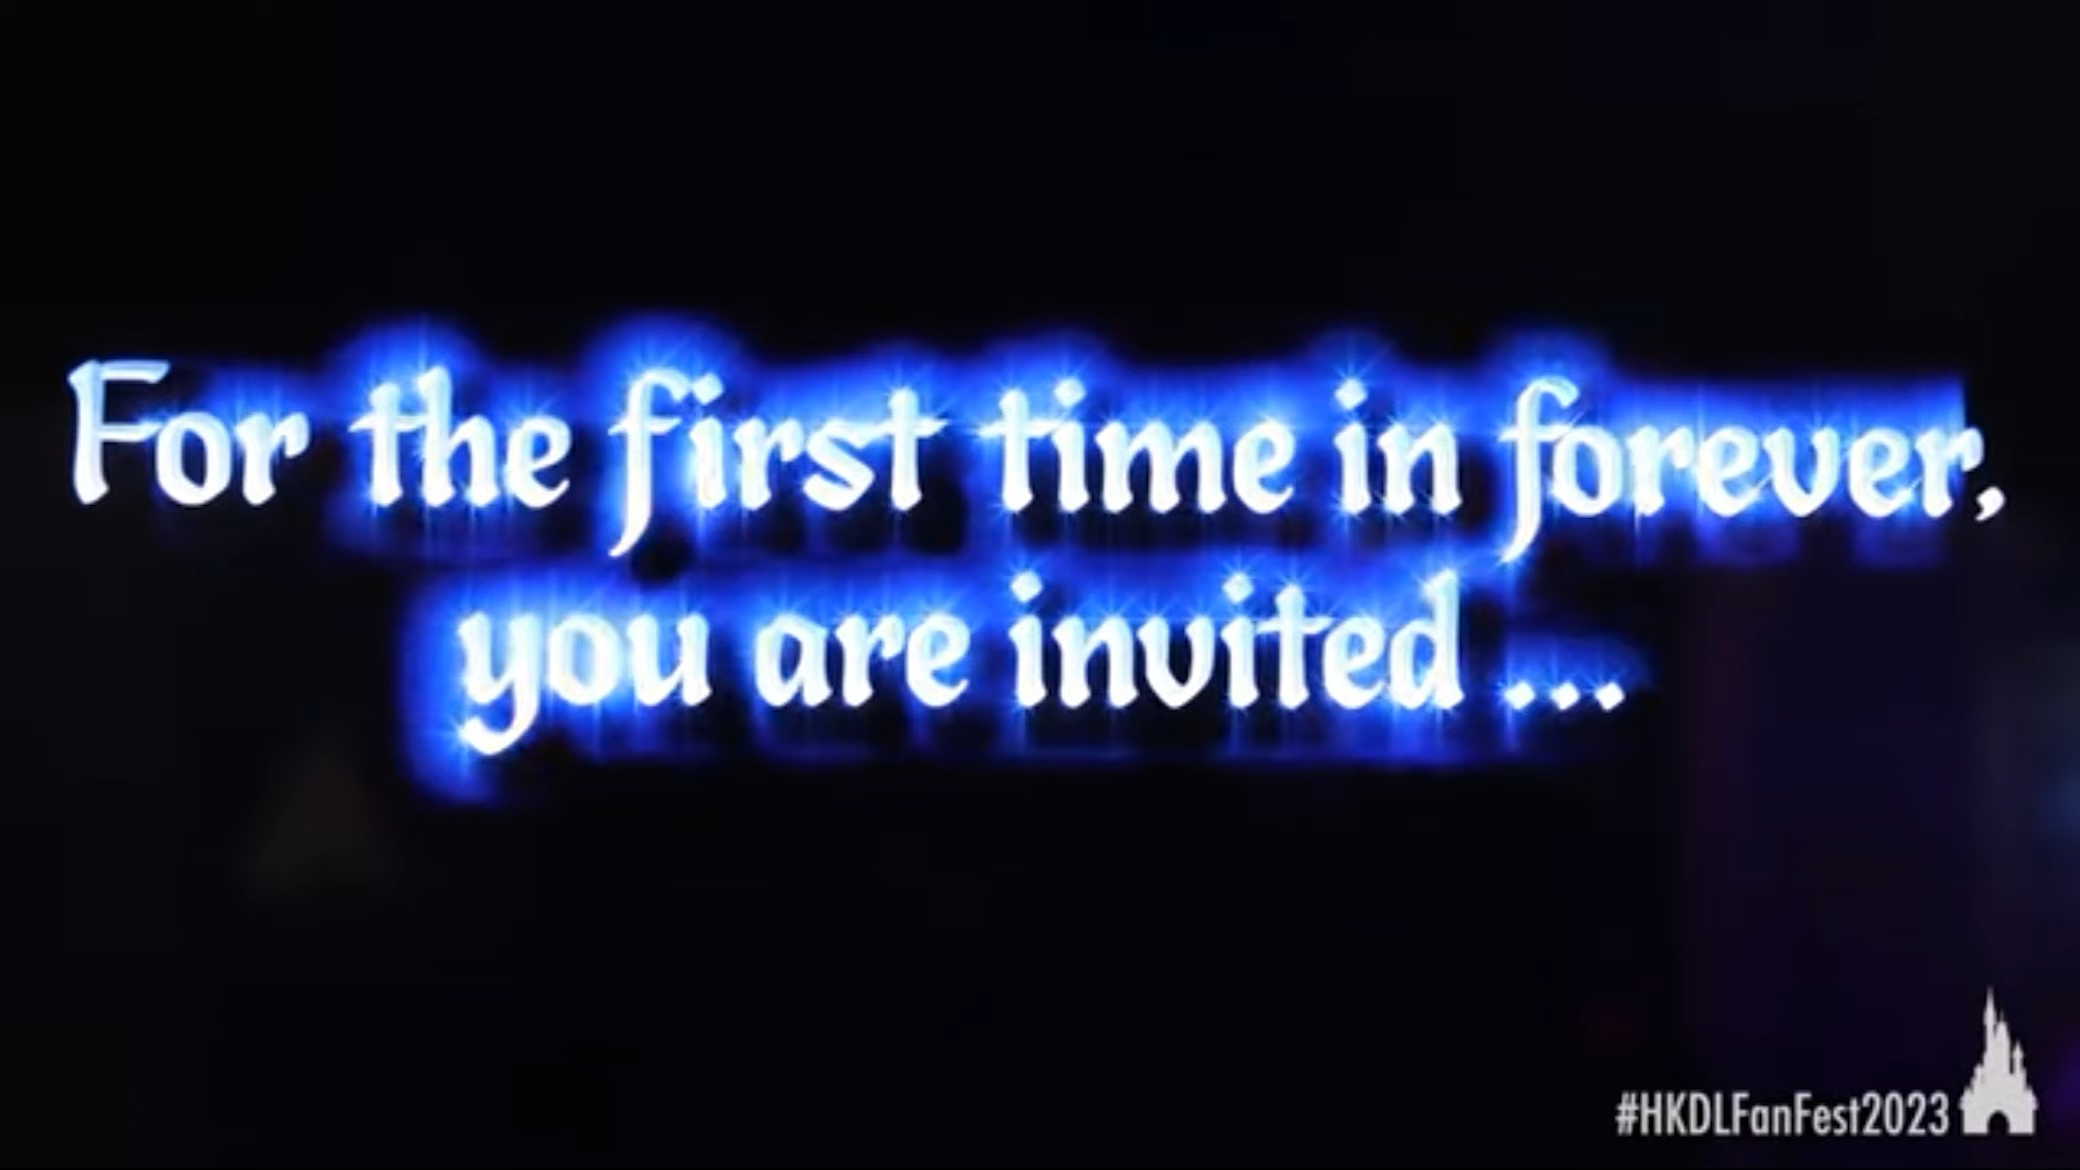 For the first time in forever,
you are invited ...
#HKDLFanFest2023